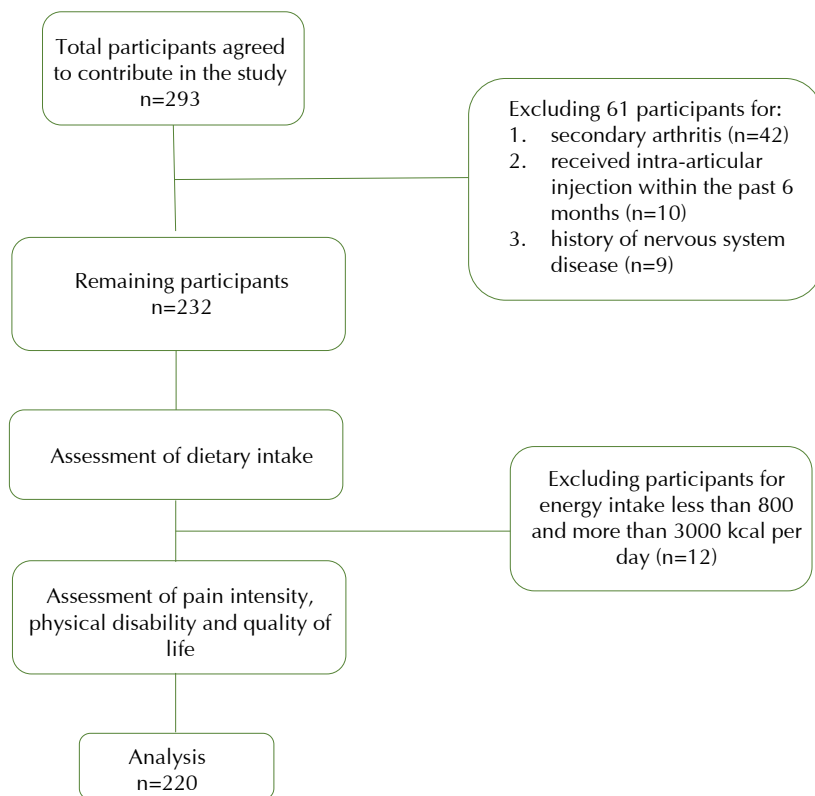 Total participants agreed
to contribute in the study
n=293
Excluding 61 participants for:
1. secondary arthritis (n=42)
2. received intra-articular
injection within the past 6
months (n=10)
3. history of nervous system
disease (n=9)
Remaining participants
n=232
Assessment of dietary intake
Excluding participants for
energy intake less than 800
and more than 3000 kcal per
day (n=12)
Assessment of pain intensity,
physical disability and quality of
life
Analysis
n=220